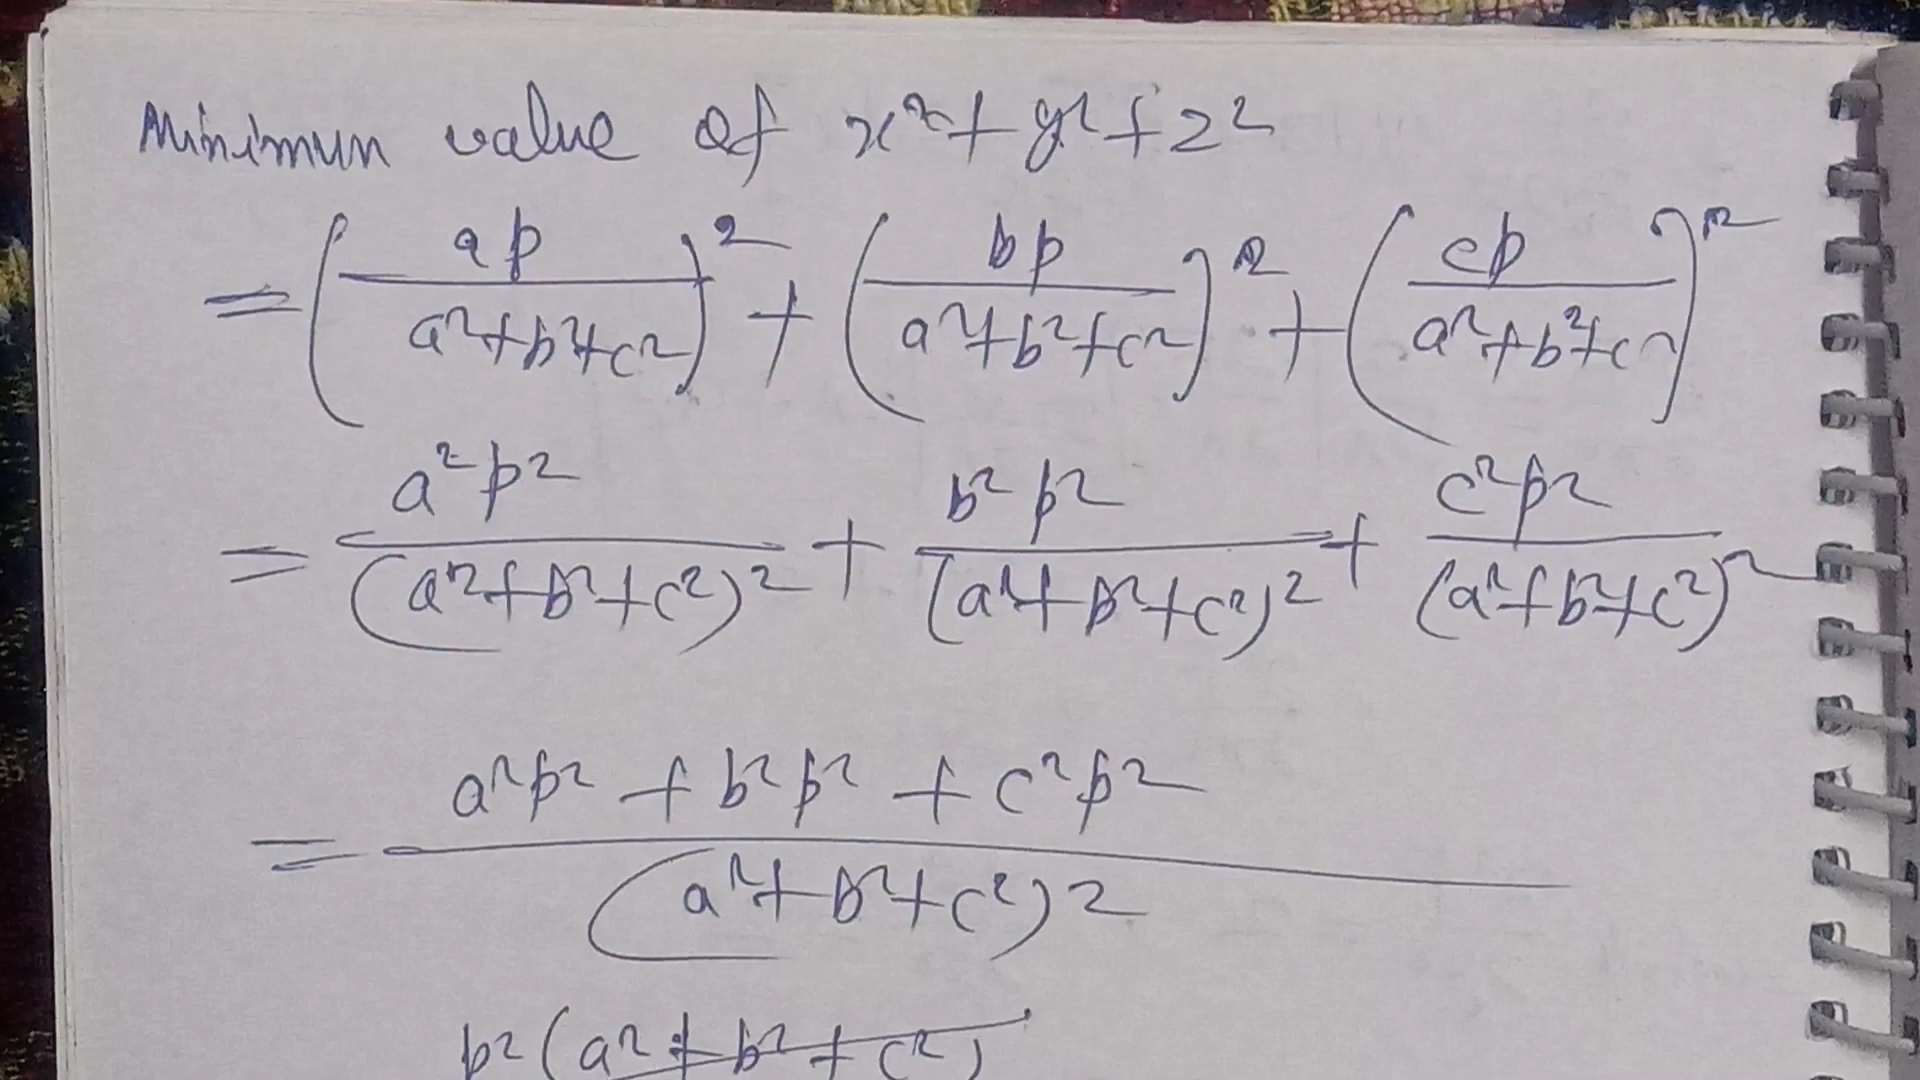 Minimun value of x²+y²+z²
= (ap/(a²+b²+c²))² + (bp/(a²+b²+c²))² + (cp/(a²+b²+c²))²
= a²p²/(a²+b²+c²)² + b²p²/(a²+b²+c²)² + c²p²/(a²+b²+c²)²
= (a²p² + b²p² + c²p²)/(a²+b²+c²)²
p²(a²+b²+c²)